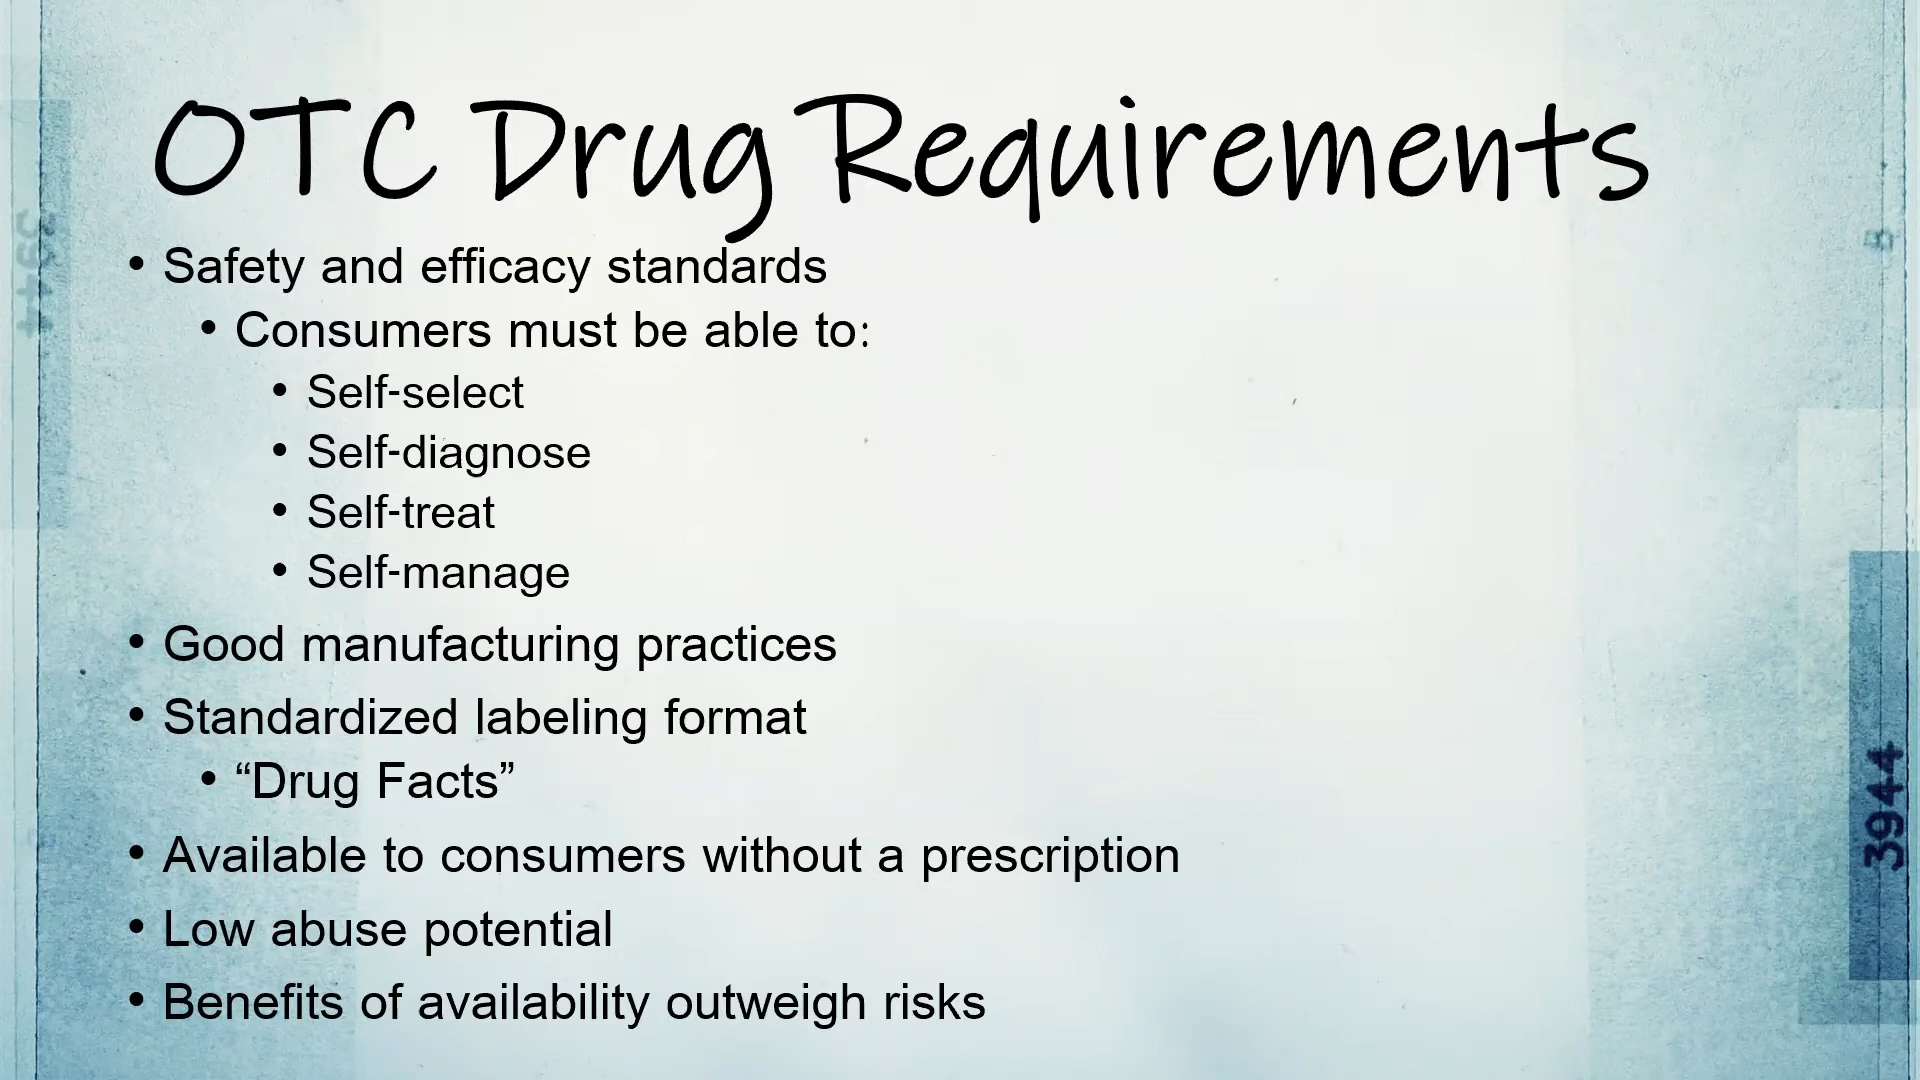 OTC Drug Requirements
• Safety and efficacy standards
• Consumers must be able to:
• Self-select
• Self-diagnose
• Self-treat
• Self-manage
• Good manufacturing practices
• Standardized labeling format
• “Drug Facts”
• Available to consumers without a prescription
• Low abuse potential
• Benefits of availability outweigh risks
3944